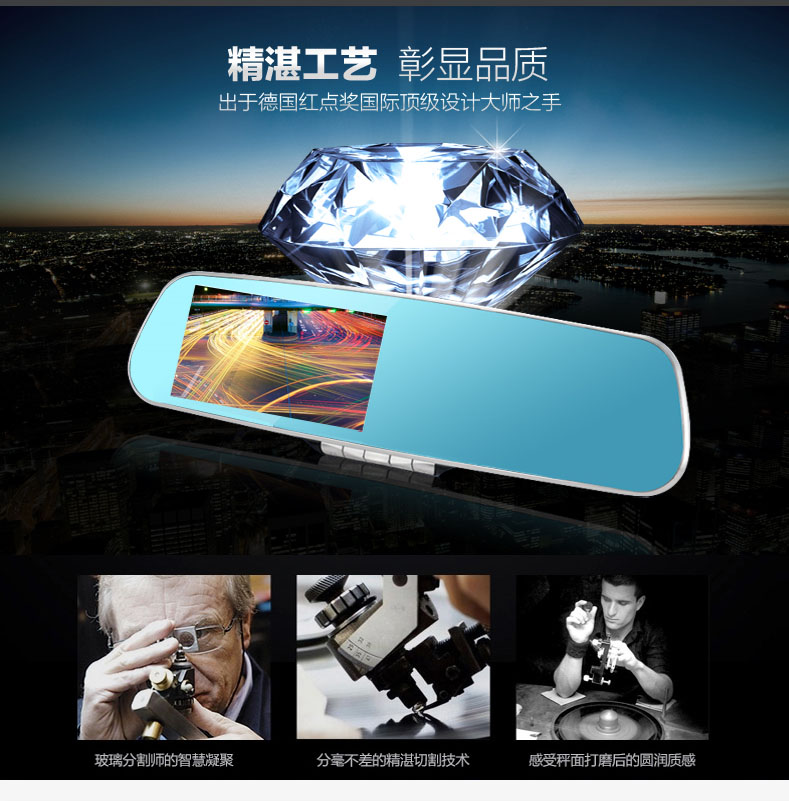 精湛工艺 彰显品质
出于德国红点奖国际顶级设计大师之手
玻璃分割师的智慧凝聚
分毫不差的精湛切割技术
感受秤面打磨后的圆润质感